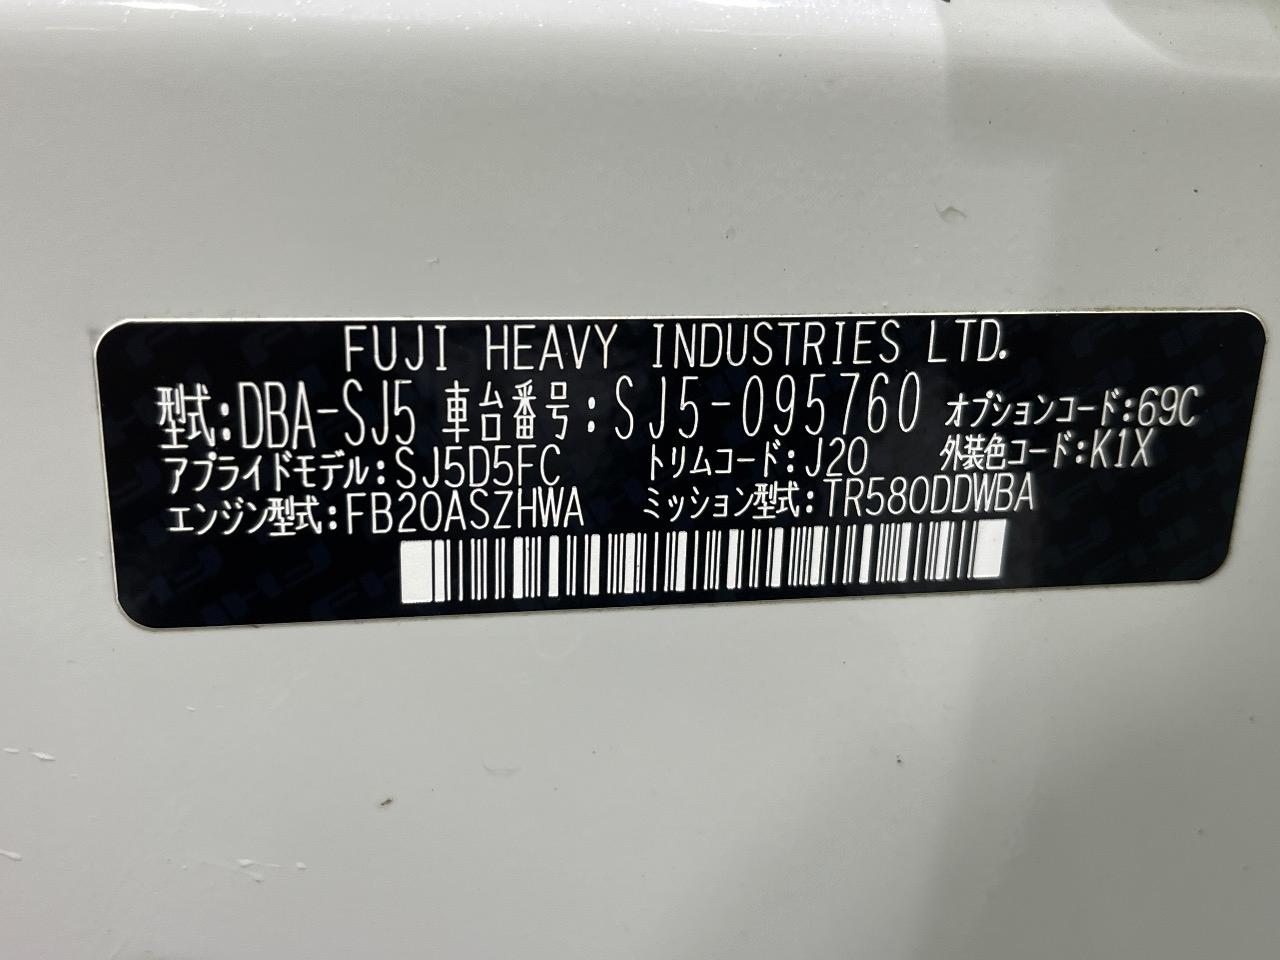 FUJI HEAVY INDUSTRIES LTD.
型式:DBA-SJ5 車台番号:SJ5-095760 オプションコード:69C
アプライドモデル:SJ5D5FC トリムコード:J20 外装色コード:K1X
エンジン型式:FB20ASZHWA ミッション型式:TR580DDWBA